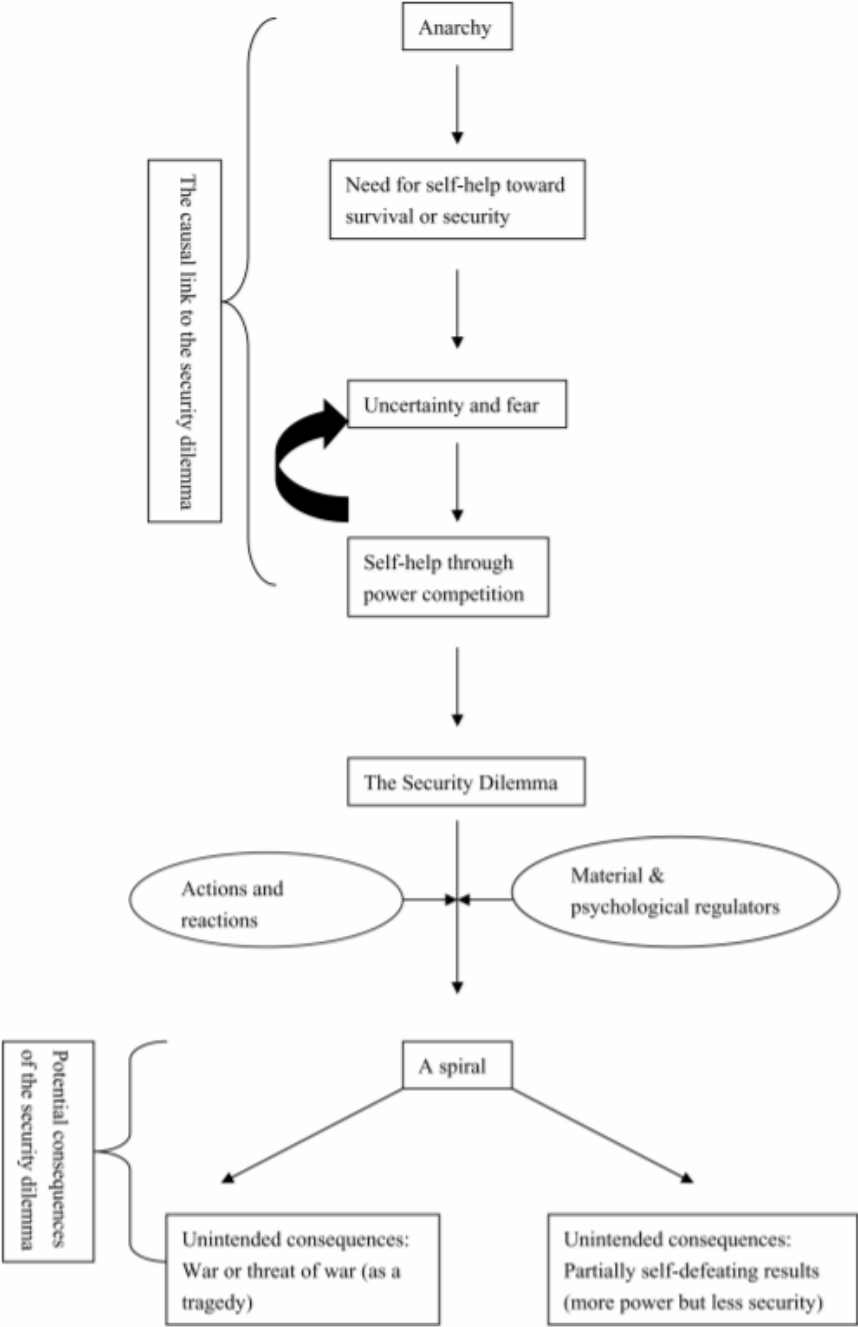 Anarchy
The causal link to the security dilemma
Need for self-help toward
survival or security
Uncertainty and fear
Self-help through
power competition
The Security Dilemma
Actions and
reactions
Material &
psychological regulators
Potential consequences
of the security dilemma
A spiral
Unintended consequences:
War or threat of war (as a
tragedy)
Unintended consequences:
Partially self-defeating results
(more power but less security)